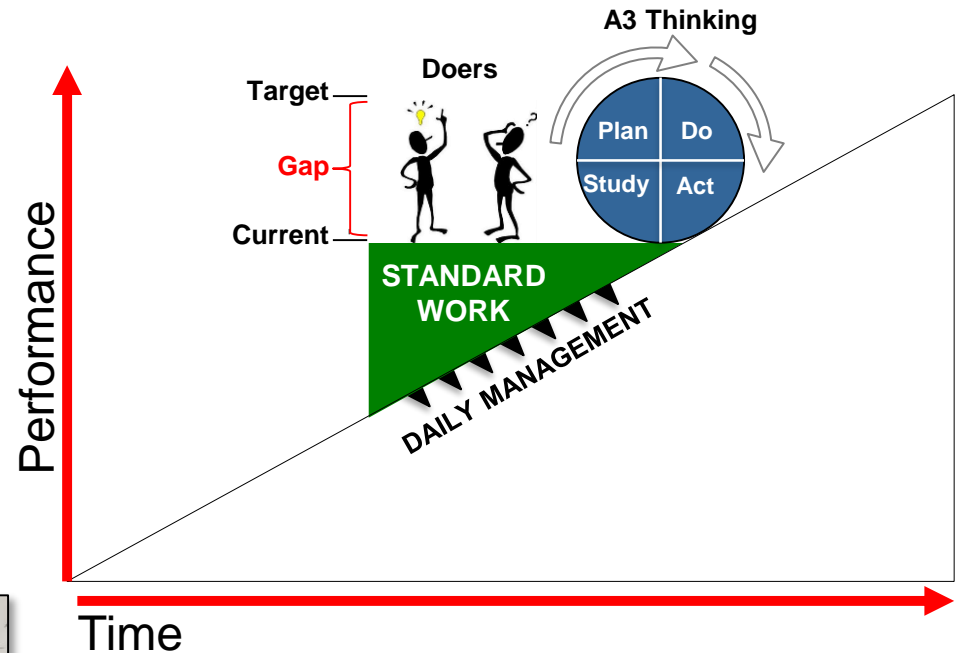 A3 Thinking
Doers
Target
Gap
Current
?
Plan
Do
Study
Act
STANDARD
WORK
DAILY MANAGEMENT
Performance
Time